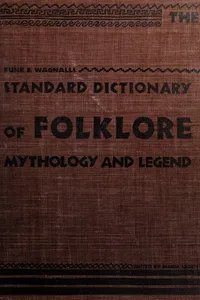 THE
FUNK & WAGNALLS
STANDARD DICTIONARY
OF FOLKLORE
MYTHOLOGY AND LEGEND